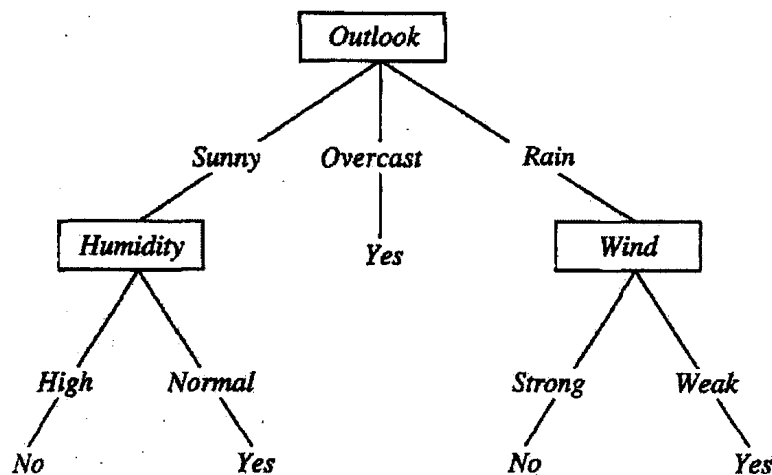 Outlook
Sunny Overcast Rain
Humidity Yes Wind
High Normal Strong Weak
No Yes No Yes